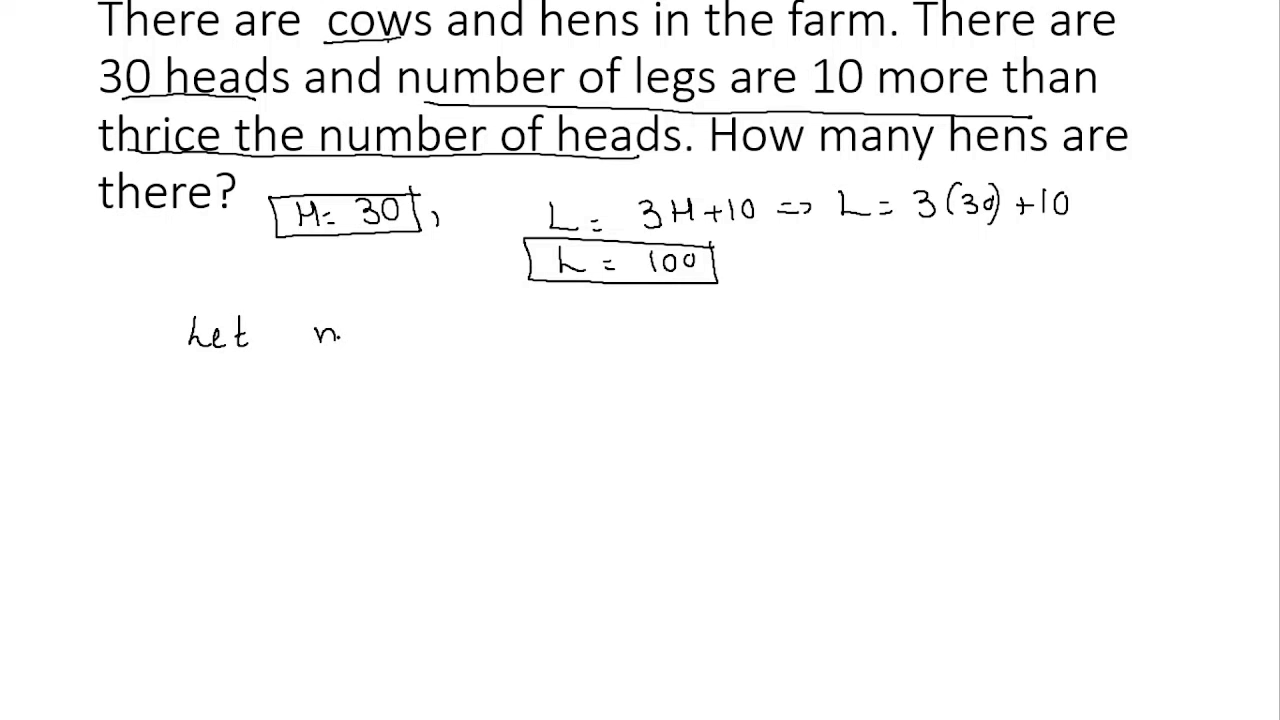 There are cows and hens in the farm. There are
30 heads and number of legs are 10 more than
thrice the number of heads. How many hens are
there?
H = 30, L = 3H + 10 => L = 3(30) + 10
L = 100
Let n.